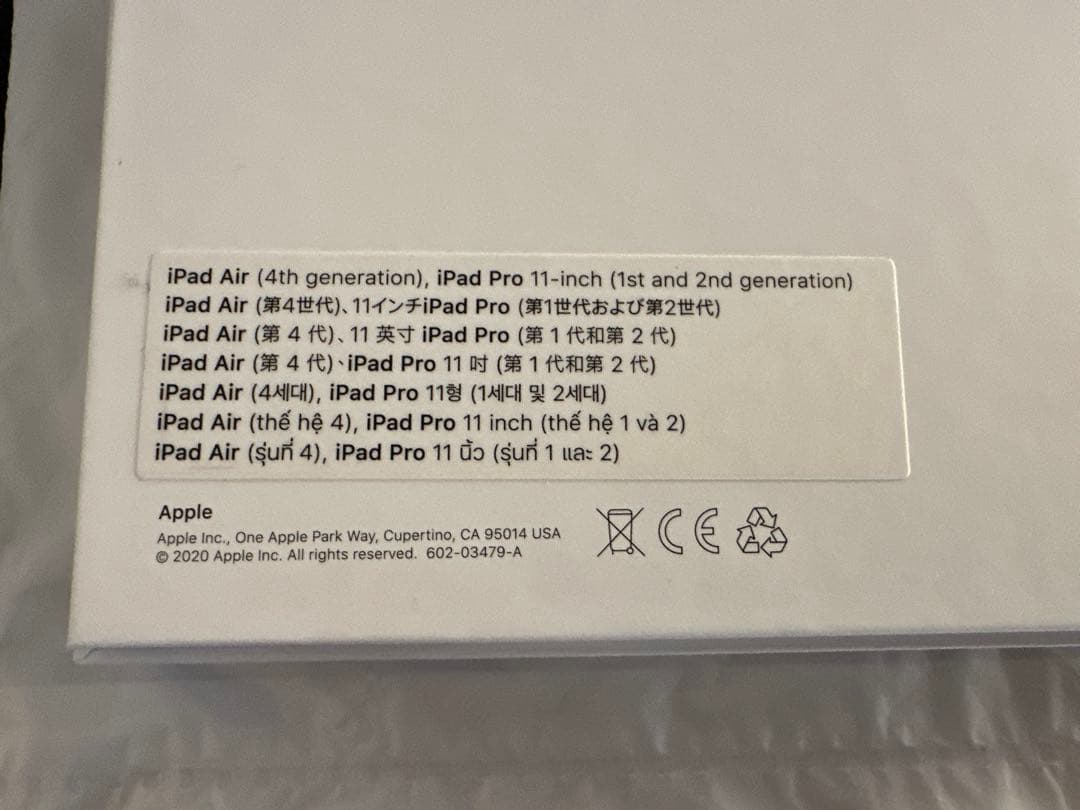 iPad Air (4th generation), iPad Pro 11-inch (1st and 2nd generation)
iPad Air (第4世代)、11インチiPad Pro (第1世代および第2世代)
iPad Air (第 4 代)、11 英寸 iPad Pro (第 1 代和第 2 代)
iPad Air (第 4 代)、iPad Pro 11 吋 (第 1 代和第 2 代)
iPad Air (4세대), iPad Pro 11형 (1세대 및 2세대)
iPad Air (thế hệ 4), iPad Pro 11 inch (thế hệ 1 và 2)
iPad Air (รุ่นที่ 4), iPad Pro 11 นิ้ว (รุ่นที่ 1 และ 2)
Apple
Apple Inc., One Apple Park Way, Cupertino, CA 95014 USA
© 2020 Apple Inc. All rights reserved. 602-03479-A
CE